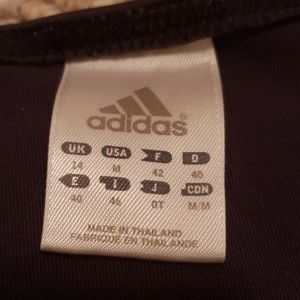 adidas®
UK USA F D
14 M 42 40
E I J CDN
40 46 OT M/M
MADE IN THAILAND
FABRIQUE EN THAILANDE